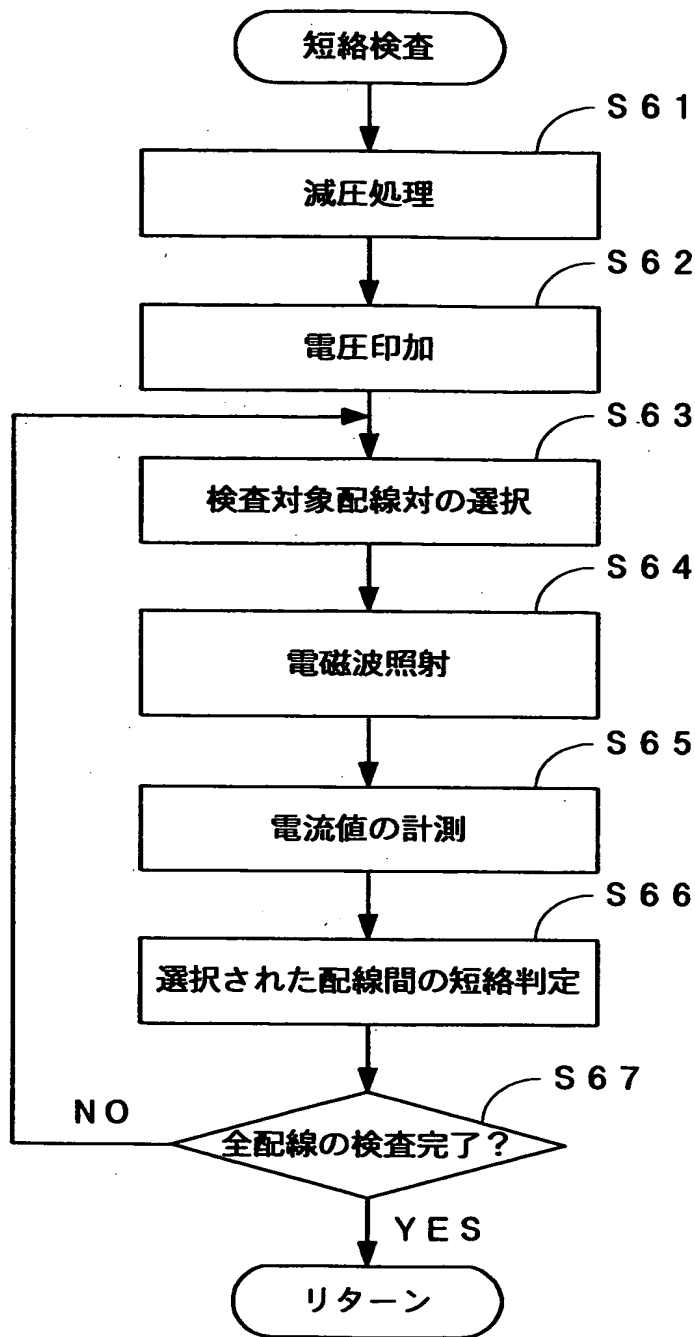 短絡検査
S61
減圧処理
S62
電圧印加
S63
検査対象配線対の選択
S64
電磁波照射
S65
電流値の計測
S66
選択された配線間の短絡判定
S67
NO
全配線の検査完了?
YES
リターン